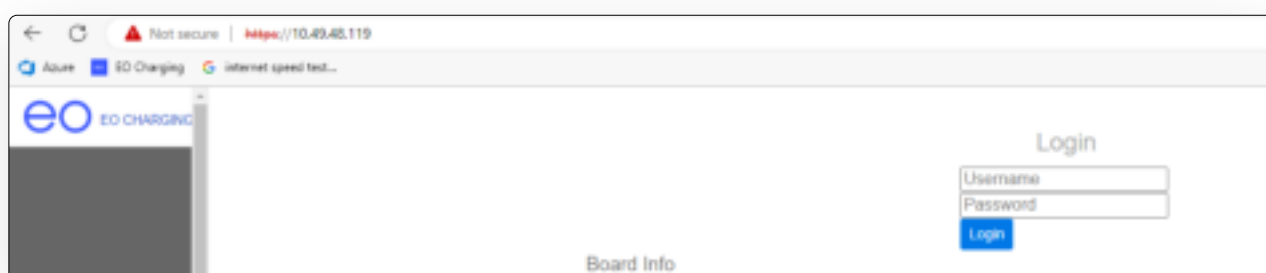 Not secure | https://10.49.48.119
Azure EO Charging G internet speed test...
eo EO CHARGING
Login
Username
Password
Login
Board Info